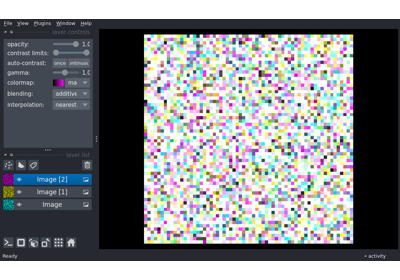 File View Plugins Window Help
layer controls
opacity: 1.0
contrast limits:
auto-contrast: once
gamma: 1.0
colormap: ma
blending: additive
interpolation: nearest
layer list
Image [2]
Image [1]
Image
Ready activity